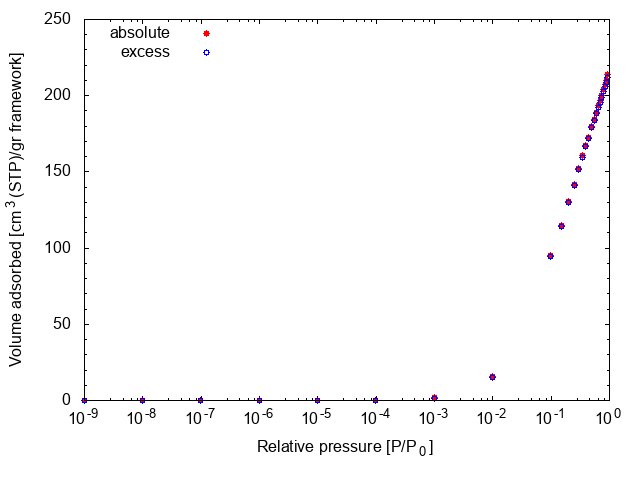 250
200
150
100
50
0
Volume adsorbed [cm³(STP)/gr framework]
absolute
excess
10⁻⁹ 10⁻⁸ 10⁻⁷ 10⁻⁶ 10⁻⁵ 10⁻⁴ 10⁻³ 10⁻² 10⁻¹ 10⁰
Relative pressure [P/P₀]